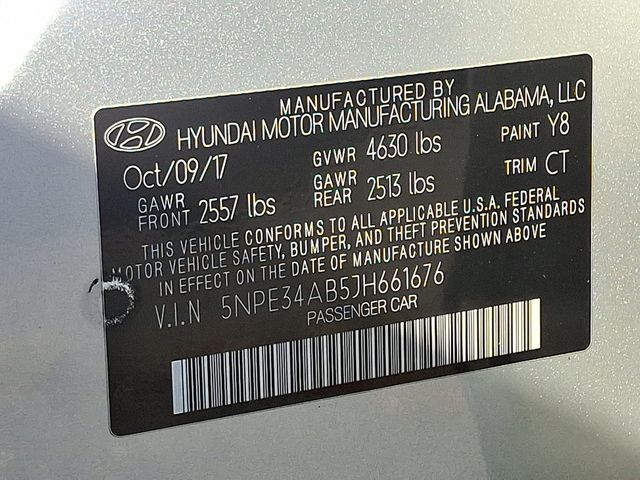 MANUFACTURED BY
HYUNDAI MOTOR MANUFACTURING ALABAMA, LLC
Oct/09/17 GVWR 4630 lbs PAINT Y8
GAWR FRONT 2557 lbs GAWR REAR 2513 lbs TRIM CT
THIS VEHICLE CONFORMS TO ALL APPLICABLE U.S.A. FEDERAL
MOTOR VEHICLE SAFETY, BUMPER, AND THEFT PREVENTION STANDARDS
IN EFFECT ON THE DATE OF MANUFACTURE SHOWN ABOVE
V.I.N 5NPE34AB5JH661676
PASSENGER CAR